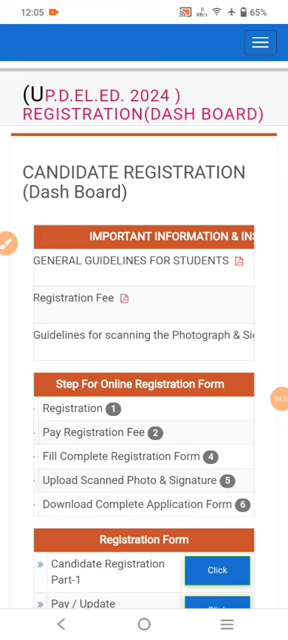 12:05
0
KB/s
65%
(UP.D.EL.ED. 2024 )
REGISTRATION(DASH BOARD)
CANDIDATE REGISTRATION
(Dash Board)
IMPORTANT INFORMATION & INS
GENERAL GUIDELINES FOR STUDENTS
Registration Fee
Guidelines for scanning the Photograph & Sig
Step For Online Registration Form
Registration 1
Pay Registration Fee 2
Fill Complete Registration Form 4
Upload Scanned Photo & Signature 5
Download Complete Application Form 6
Registration Form
» Candidate Registration
Part-1
Click
» Pay / Update